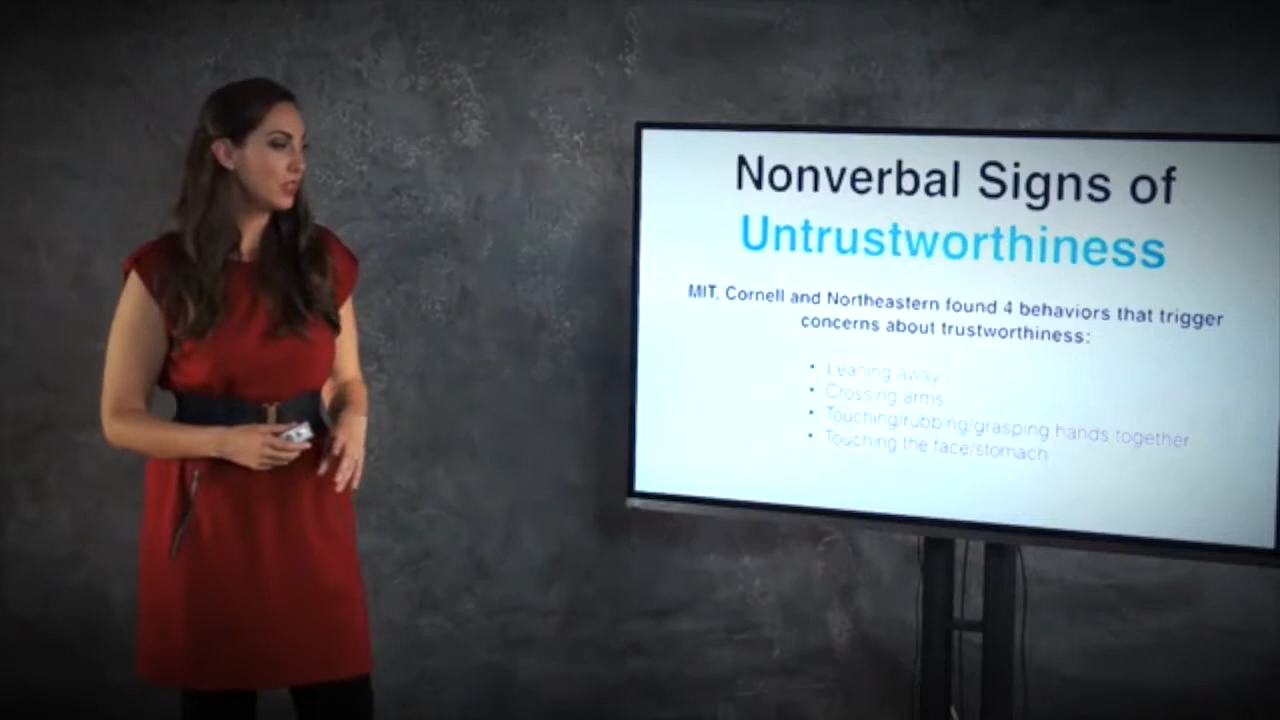 Nonverbal Signs of
Untrustworthiness
MIT, Cornell and Northeastern found 4 behaviors that trigger
concerns about trustworthiness:
• Leaning away
• Crossing arms
• Touching/rubbing/grasping hands together
• Touching the face/stomach